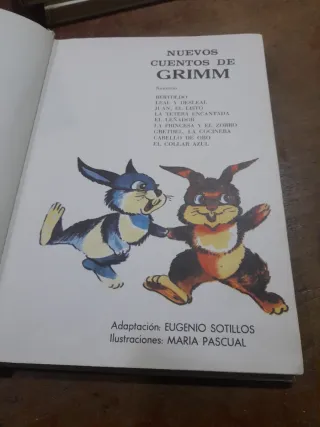 NUEVOS
CUENTOS DE
GRIMM
Sumario:
BERTOLDO
LEAL Y DESLEAL
JUAN, EL LISTO
LA TETERA ENCANTADA
EL LEÑADOR
LA PRINCESA Y EL ZORRO
GRETHEL, LA COCINERA
CABELLO DE ORO
EL COLLAR AZUL
Adaptación: EUGENIO SOTILLOS
Ilustraciones: MARIA PASCUAL